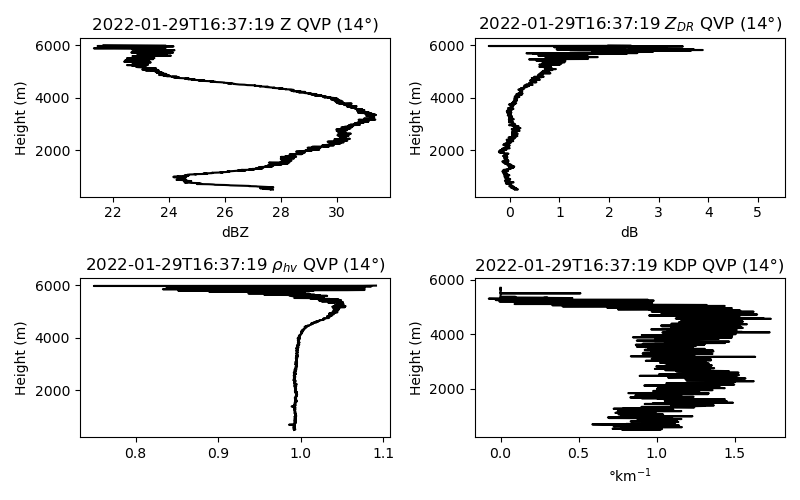 2022-01-29T16:37:19 Z QVP (14°)
6000
4000
2000
Height (m)
22 24 26 28 30
dBZ
2022-01-29T16:37:19 Z_DR QVP (14°)
6000
4000
2000
Height (m)
0 1 2 3 4 5
dB
2022-01-29T16:37:19 ρ_hv QVP (14°)
6000
4000
2000
Height (m)
0.8 0.9 1.0 1.1
2022-01-29T16:37:19 KDP QVP (14°)
6000
4000
2000
Height (m)
0.0 0.5 1.0 1.5
°km⁻¹